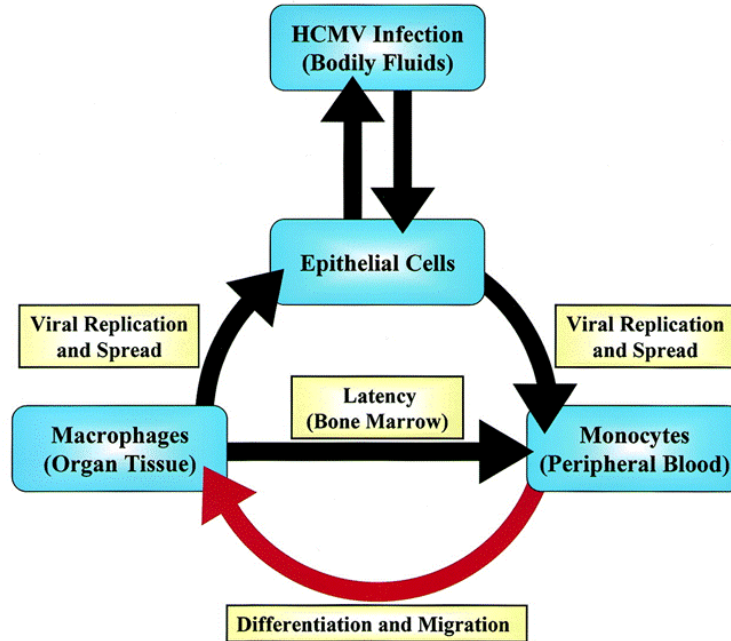 HCMV Infection
(Bodily Fluids)
Epithelial Cells
Viral Replication
and Spread
Viral Replication
and Spread
Latency
(Bone Marrow)
Macrophages
(Organ Tissue)
Monocytes
(Peripheral Blood)
Differentiation and Migration